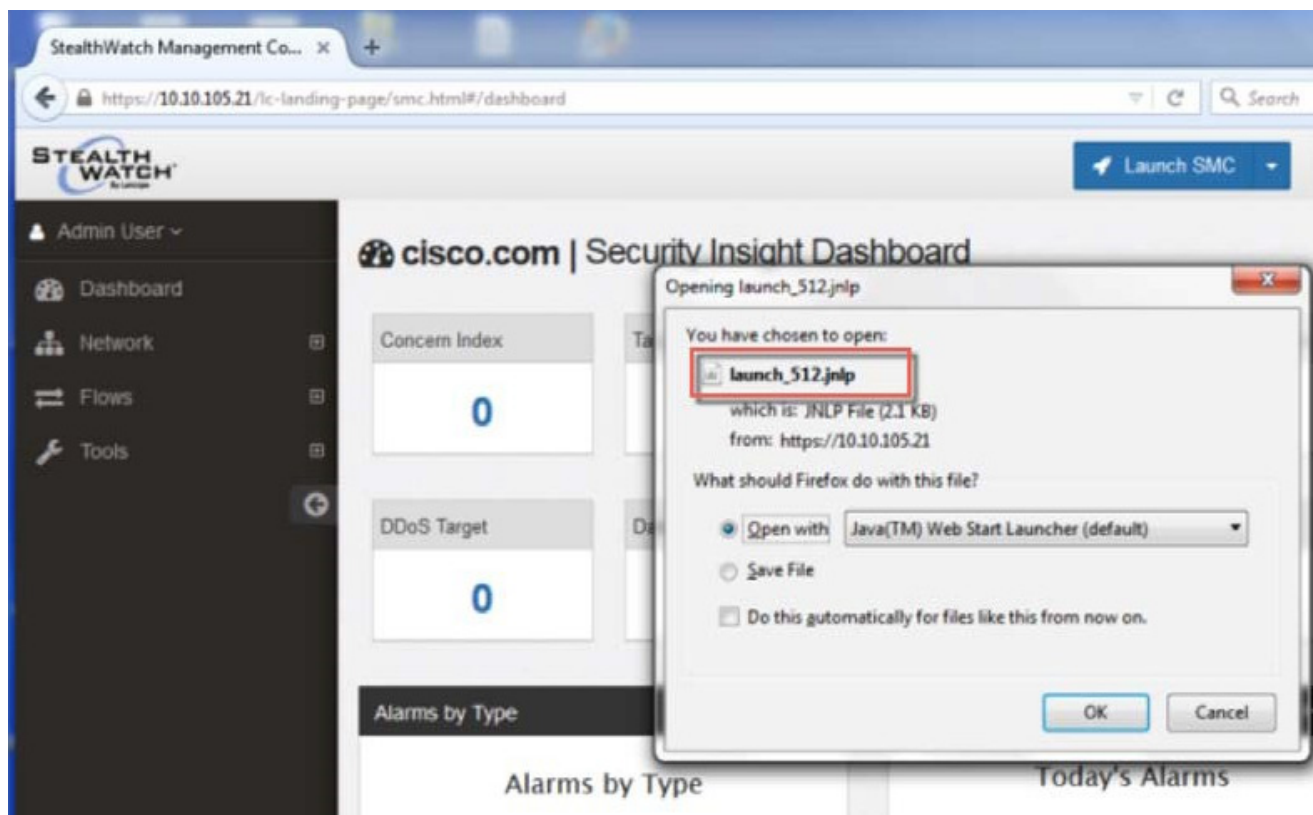 StealthWatch Management Co... × +
https://10.10.105.21/lc-landing-page/smc.html#/dashboard
Search
STEALTH
WATCH
By Lancope
Launch SMC
Admin User
Dashboard
Network
Flows
Tools
cisco.com | Security Insight Dashboard
Concern Index
0
Ta
DDoS Target
0
Da
Alarms by Type
Alarms by Type
Today's Alarms
Opening launch_512.jnlp
You have chosen to open:
launch_512.jnlp
which is: JNLP File (2.1 KB)
from: https://10.10.105.21
What should Firefox do with this file?
Open with Java(TM) Web Start Launcher (default)
Save File
Do this automatically for files like this from now on.
OK Cancel